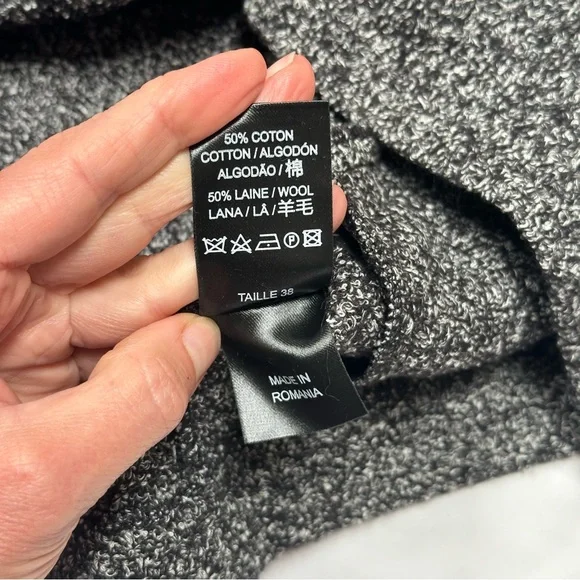 50% COTON
COTTON / ALGODÓN
ALGODÃO / 棉
50% LAINE / WOOL
LANA / LÃ / 羊毛
P
TAILLE 38
MADE IN
ROMANIA